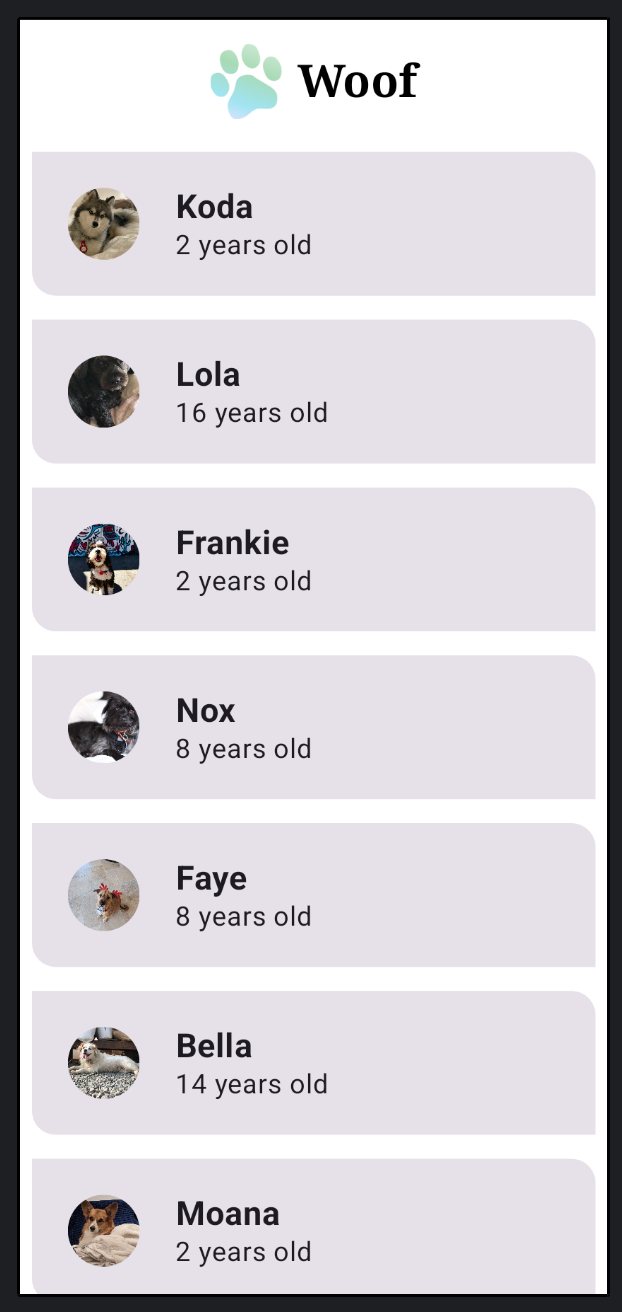 Woof
Koda
2 years old
Lola
16 years old
Frankie
2 years old
Nox
8 years old
Faye
8 years old
Bella
14 years old
Moana
2 years old